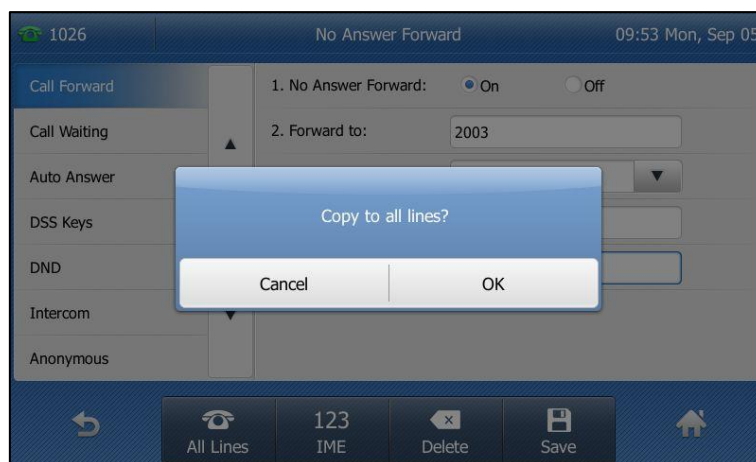 1026 No Answer Forward 09:53 Mon, Sep 05
Call Forward 1. No Answer Forward: On Off
Call Waiting 2. Forward to: 2003
Auto Answer
Copy to all lines?
DSS Keys
DND
Cancel OK
Intercom
Anonymous
123
All Lines IME Delete Save